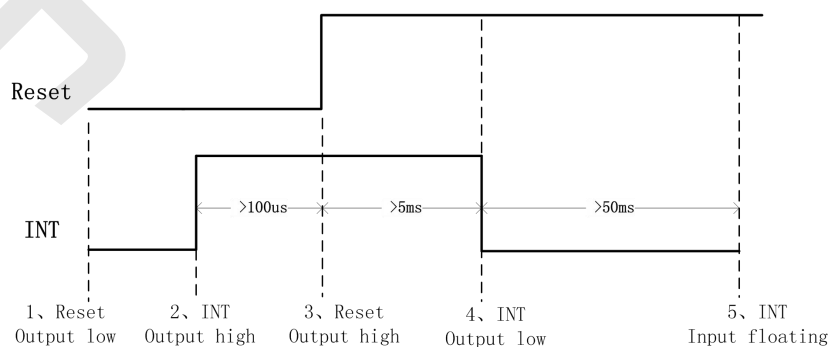 Reset
>100us
>5ms
>50ms
INT
1、Reset
Output low
2、INT
Output high
3、Reset
Output high
4、INT
Output low
5、INT
Input floating